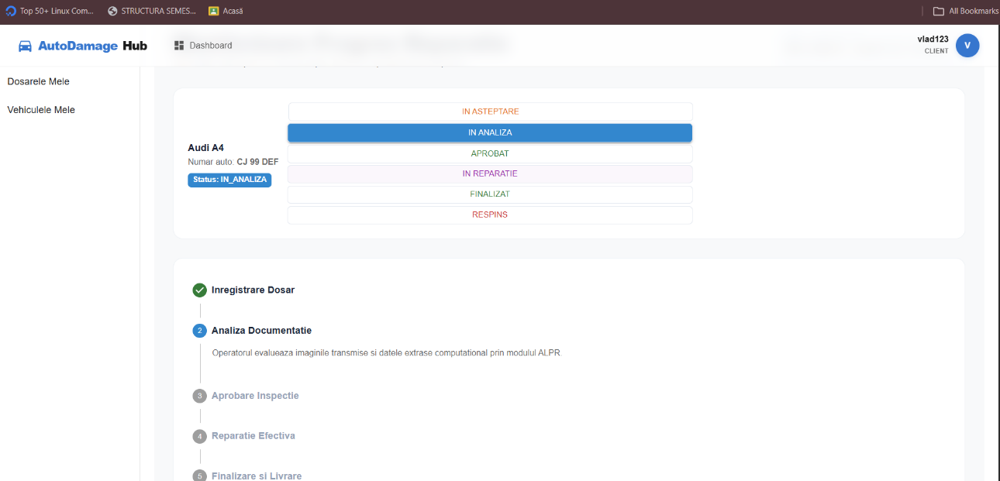 Top 50+ Linux Com...
STRUCTURA SEMES...
Acasă
All Bookmarks
AutoDamage Hub
Dashboard
vlad123
CLIENT
V
Dosarele Mele
Vehiculele Mele
Audi A4
Numar auto: CJ 99 DEF
Status: IN_ANALIZA
IN ASTEPTARE
IN ANALIZA
APROBAT
IN REPARATIE
FINALIZAT
RESPINS
Inregistrare Dosar
2 Analiza Documentatie
Operatorul evalueaza imaginile transmise si datele extrase computational prin modulul ALPR.
3 Aprobare Inspectie
4 Reparatie Efectiva
5 Finalizare si Livrare